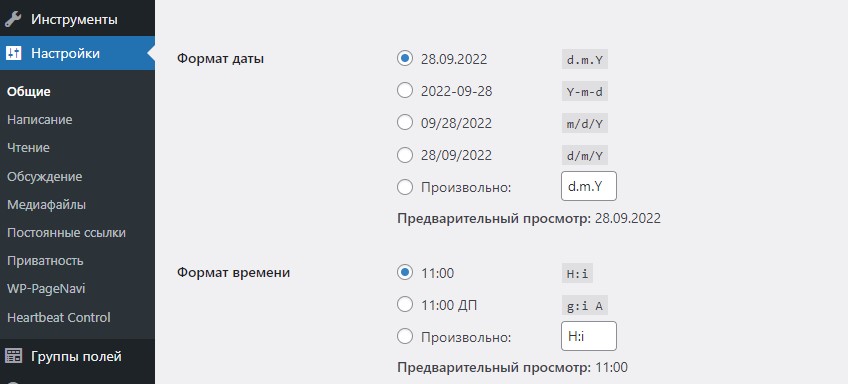 Инструменты
Настройки
Общие
Написание
Чтение
Обсуждение
Медиафайлы
Постоянные ссылки
Приватность
WP-PageNavi
Heartbeat Control
Группы полей
Формат даты
28.09.2022 d.m.Y
2022-09-28 Y-m-d
09/28/2022 m/d/Y
28/09/2022 d/m/Y
Произвольно: d.m.Y
Предварительный просмотр: 28.09.2022
Формат времени
11:00 H:i
11:00 ДП g:i A
Произвольно: H:i
Предварительный просмотр: 11:00